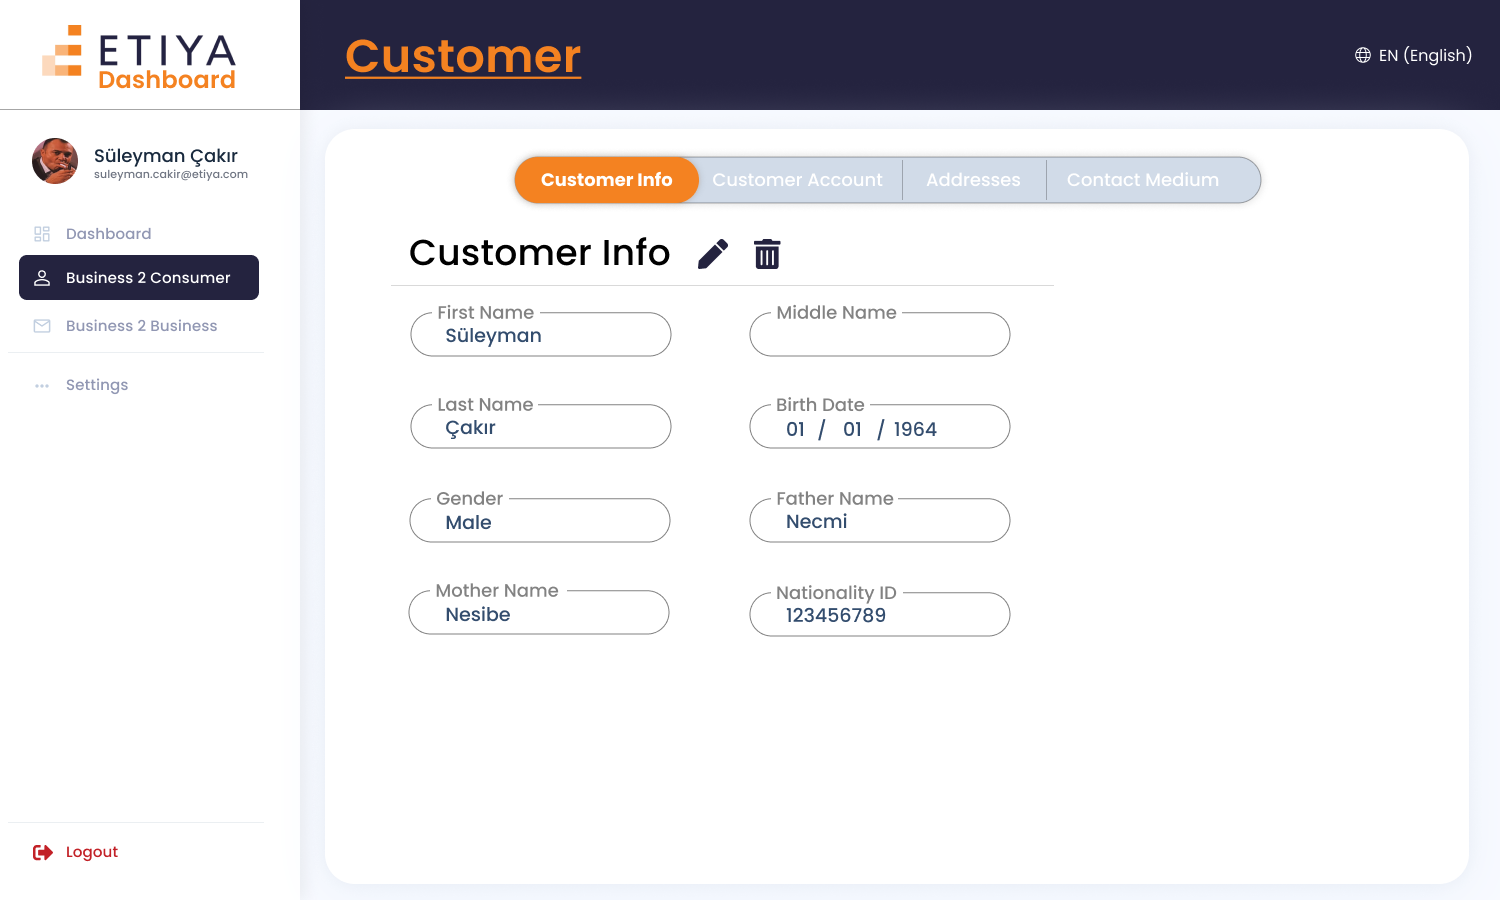 ETIYA
Dashboard
Customer
EN (English)
Süleyman Çakır
suleyman.cakir@etiya.com
Dashboard
Business 2 Consumer
Business 2 Business
Settings
Logout
Customer Info
Customer Account
Addresses
Contact Medium
Customer Info
First Name
Süleyman
Middle Name
Last Name
Çakır
Birth Date
01 / 01 / 1964
Gender
Male
Father Name
Necmi
Mother Name
Nesibe
Nationality ID
123456789